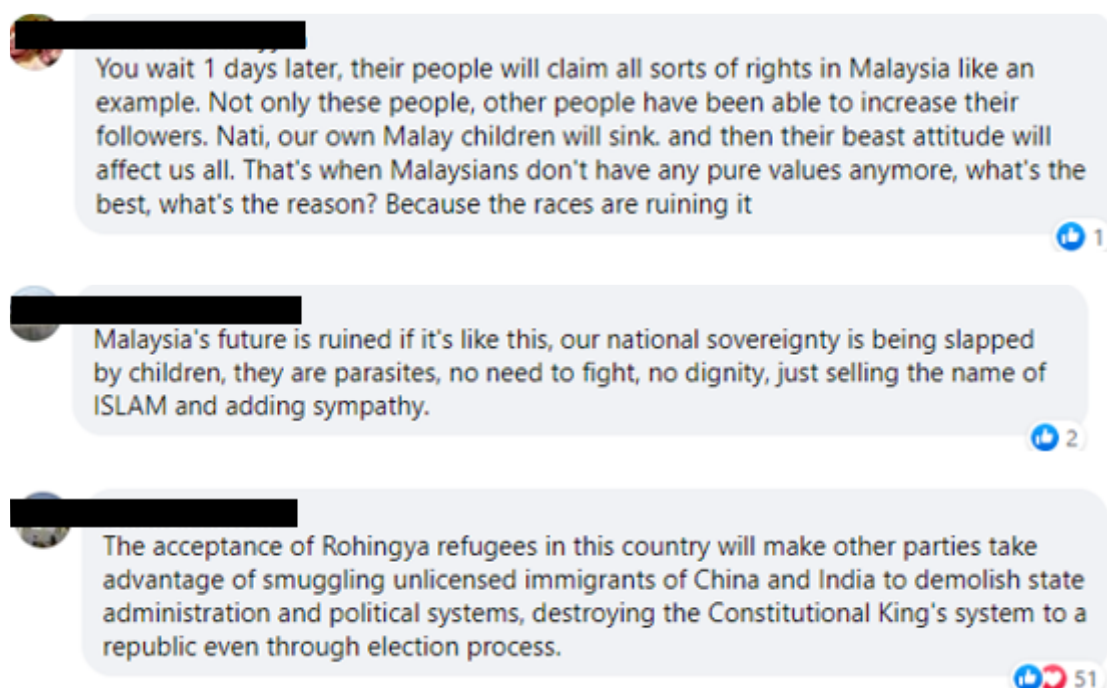 You wait 1 days later, their people will claim all sorts of rights in Malaysia like an
example. Not only these people, other people have been able to increase their
followers. Nati, our own Malay children will sink. and then their beast attitude will
affect us all. That's when Malaysians don't have any pure values anymore, what's the
best, what's the reason? Because the races are ruining it
1
Malaysia's future is ruined if it's like this, our national sovereignty is being slapped
by children, they are parasites, no need to fight, no dignity, just selling the name of
ISLAM and adding sympathy.
2
The acceptance of Rohingya refugees in this country will make other parties take
advantage of smuggling unlicensed immigrants of China and India to demolish state
administration and political systems, destroying the Constitutional King's system to a
republic even through election process.
51